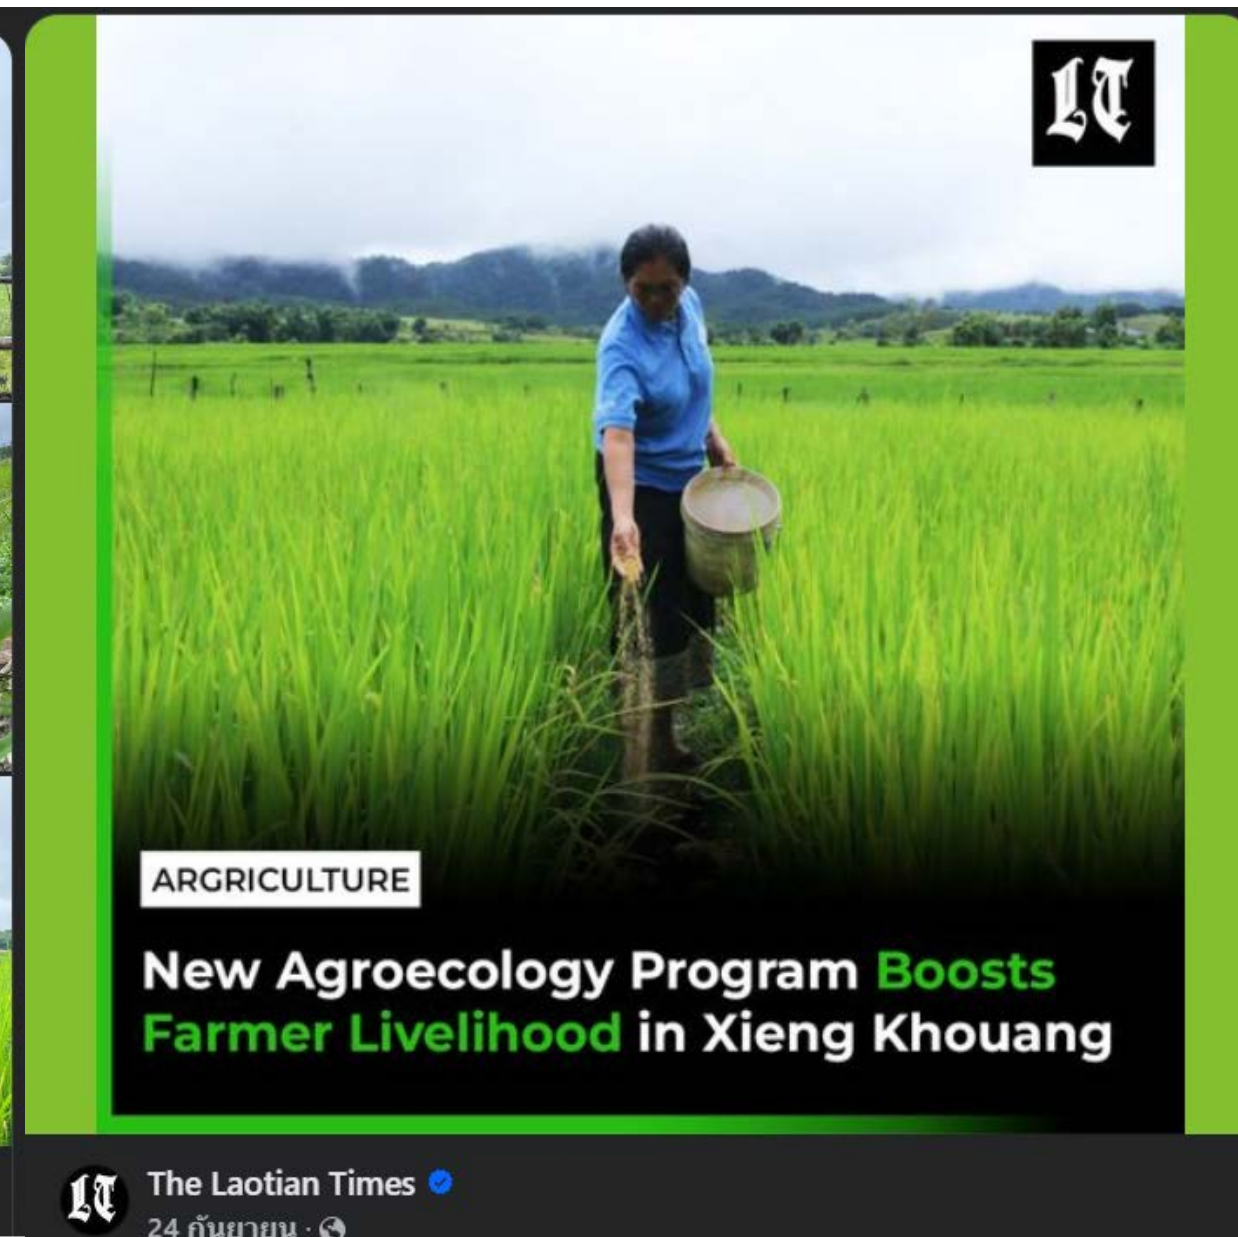 LT
ARGRICULTURE
New Agroecology Program Boosts
Farmer Livelihood in Xieng Khouang
LT
The Laotian Times
24 กันยายน ·